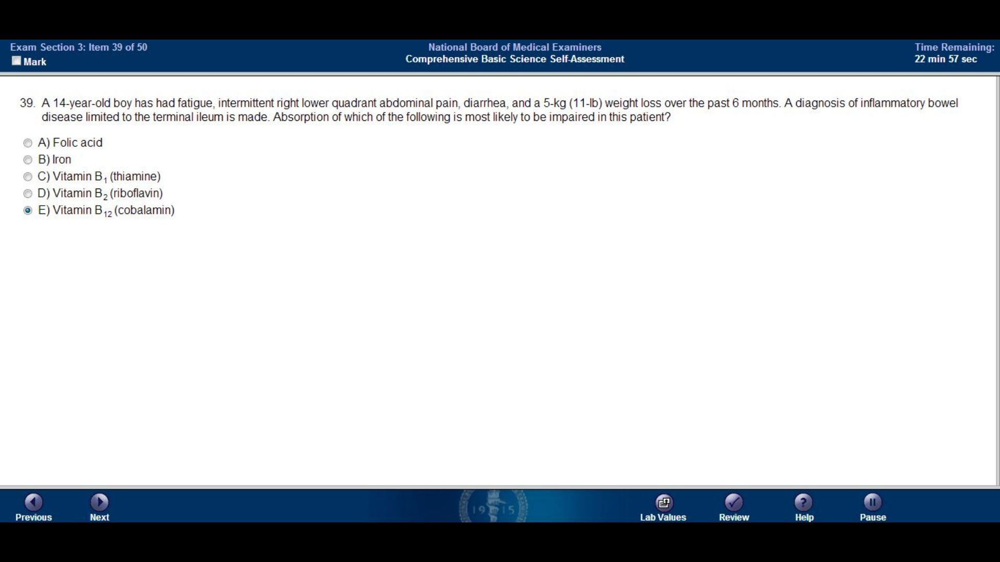 Exam Section 3: Item 39 of 50
National Board of Medical Examiners
Time Remaining:
Mark
Comprehensive Basic Science Self-Assessment
22 min 57 sec
39. A 14-year-old boy has had fatigue, intermittent right lower quadrant abdominal pain, diarrhea, and a 5-kg (11-lb) weight loss over the past 6 months. A diagnosis of inflammatory bowel
disease limited to the terminal ileum is made. Absorption of which of the following is most likely to be impaired in this patient?
A) Folic acid
B) Iron
C) Vitamin B1 (thiamine)
D) Vitamin B2 (riboflavin)
E) Vitamin B12 (cobalamin)
1915
Previous
Next
Lab Values
Review
Help
Pause